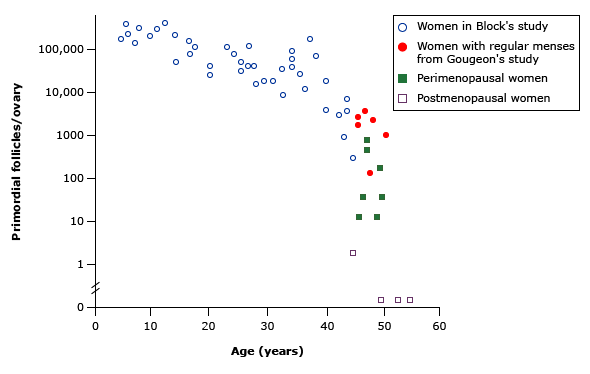 Women in Block's study
Women with regular menses
from Gougeon's study
Perimenopausal women
Postmenopausal women
Primordial follicles/ovary
100,000
10,000
1000
100
10
1
0
0 10 20 30 40 50 60
Age (years)